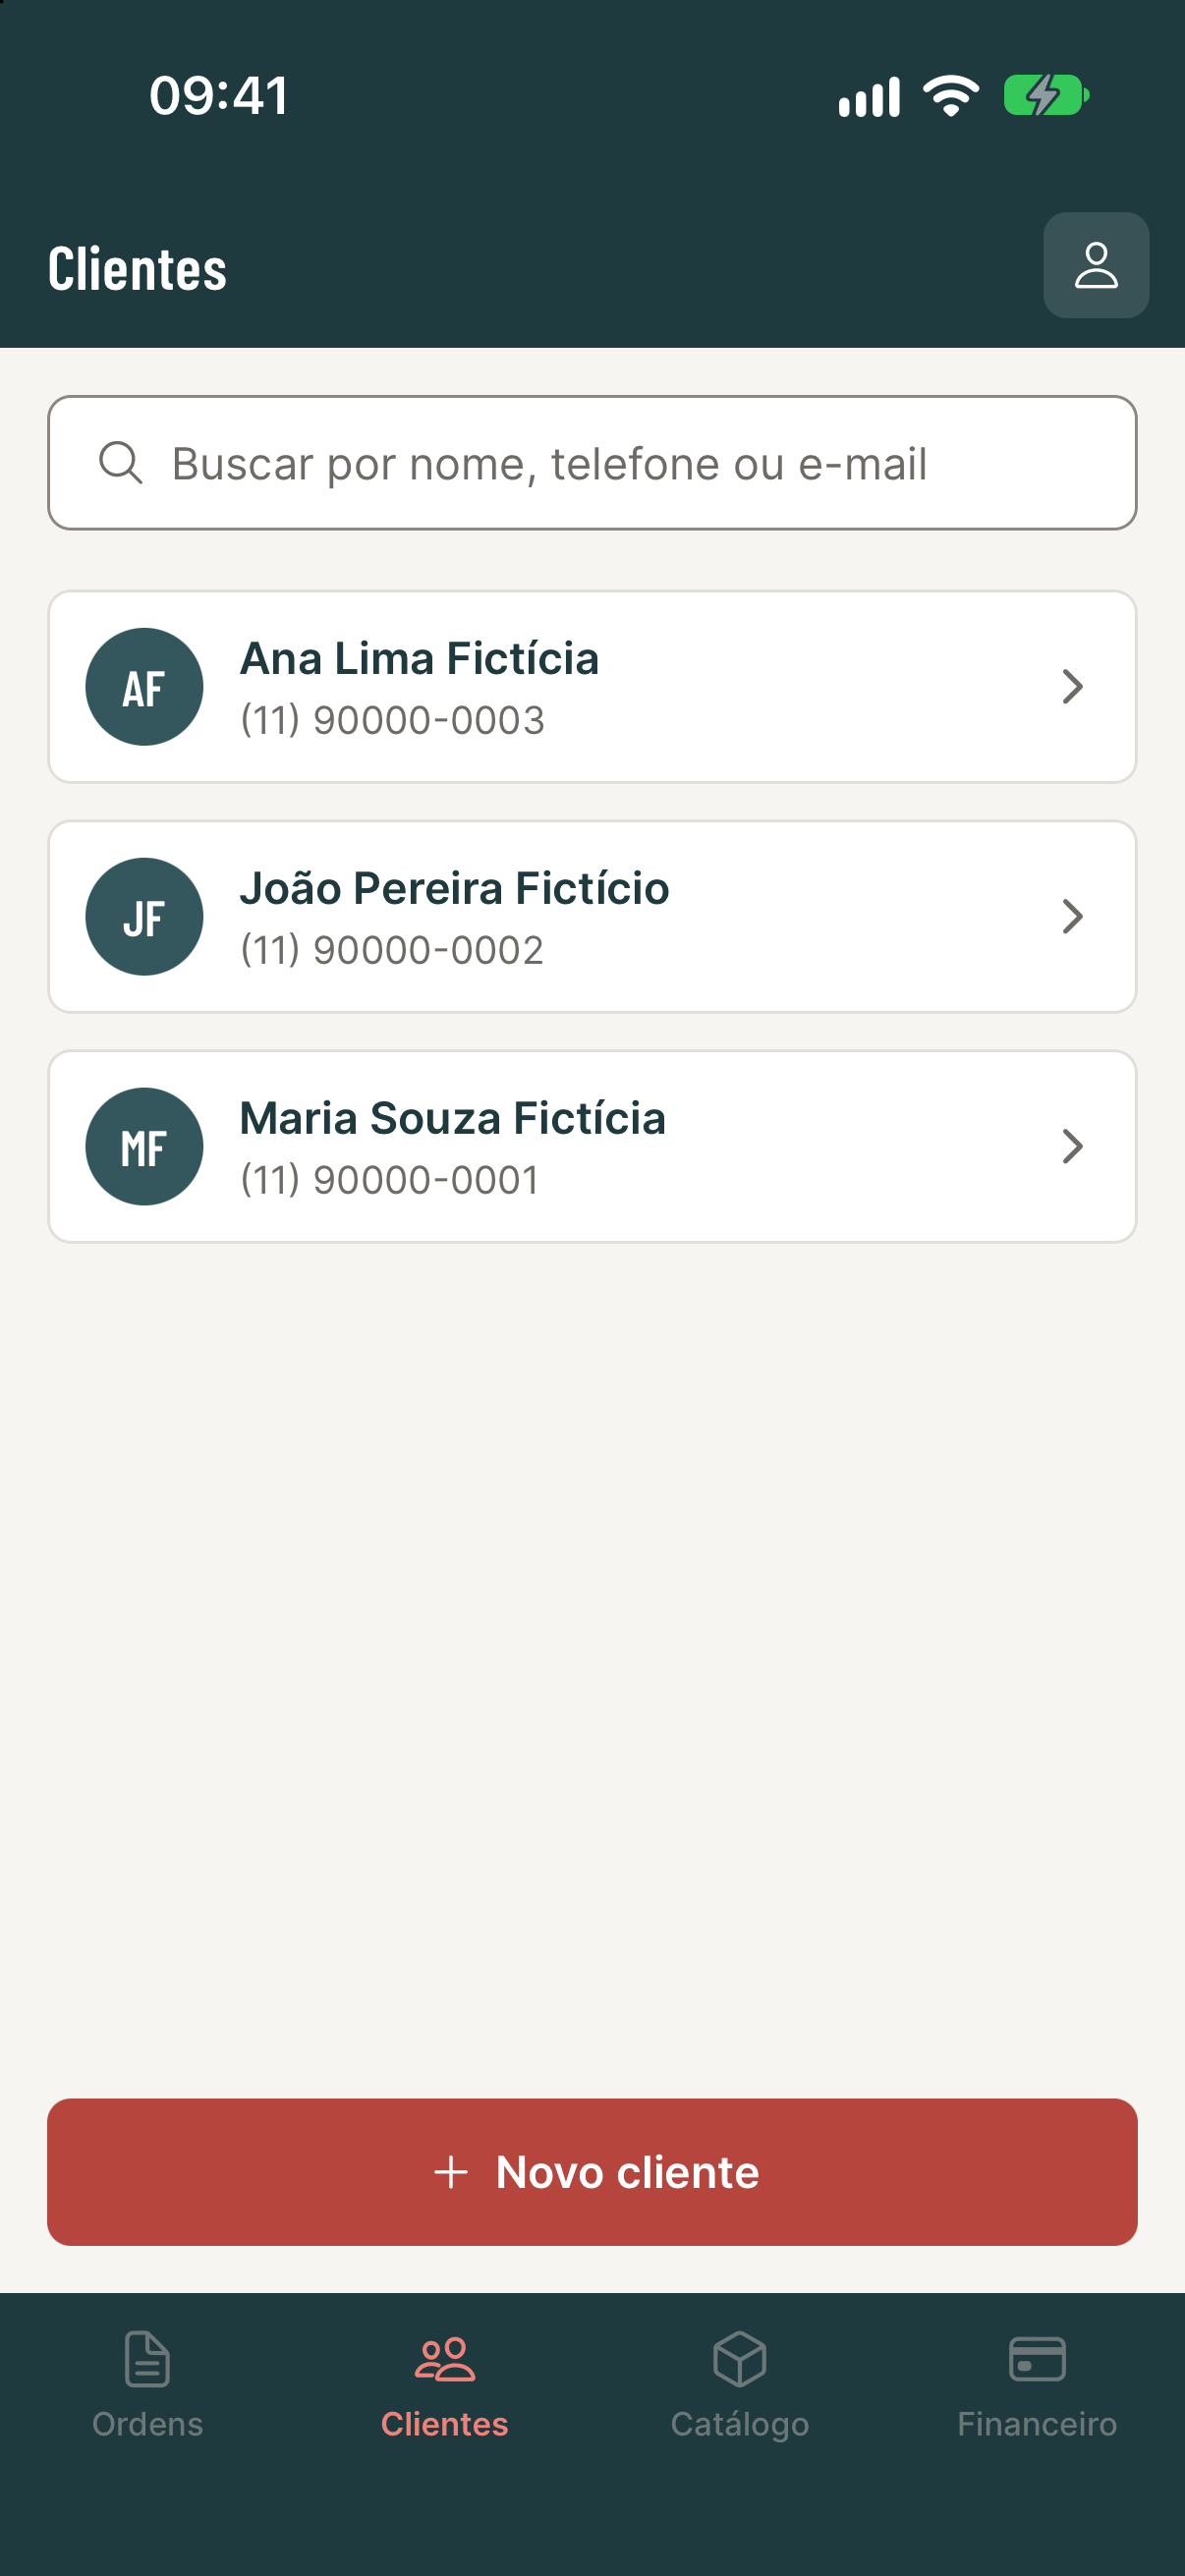 09:41
Clientes
Buscar por nome, telefone ou e-mail
AF
Ana Lima Fictícia
(11) 90000-0003
JF
João Pereira Fictício
(11) 90000-0002
MF
Maria Souza Fictícia
(11) 90000-0001
+ Novo cliente
Ordens
Clientes
Catálogo
Financeiro